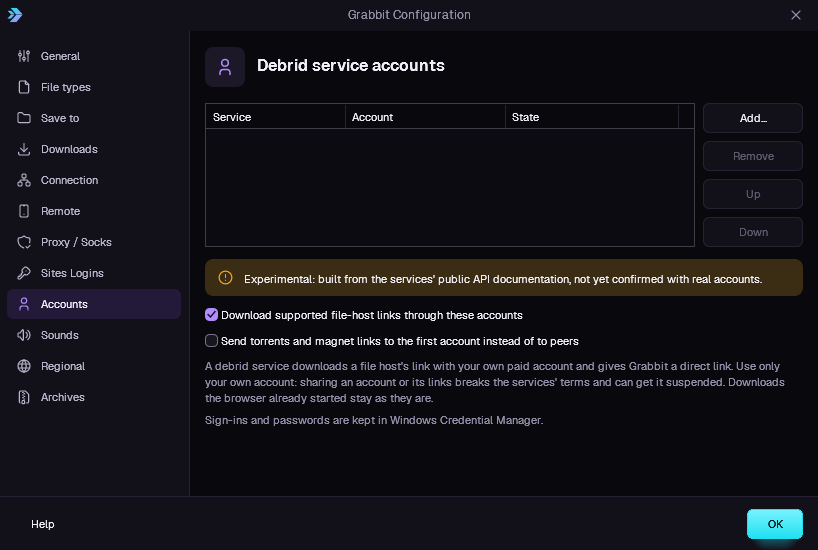 Grabbit Configuration
General
File types
Save to
Downloads
Connection
Remote
Proxy / Socks
Sites Logins
Accounts
Sounds
Regional
Archives
Debrid service accounts
Service Account State
Add...
Remove
Up
Down
Experimental: built from the services' public API documentation, not yet confirmed with real accounts.
Download supported file-host links through these accounts
Send torrents and magnet links to the first account instead of to peers
A debrid service downloads a file host's link with your own paid account and gives Grabbit a direct link. Use only
your own account: sharing an account or its links breaks the services' terms and can get it suspended. Downloads
the browser already started stay as they are.
Sign-ins and passwords are kept in Windows Credential Manager.
Help
OK